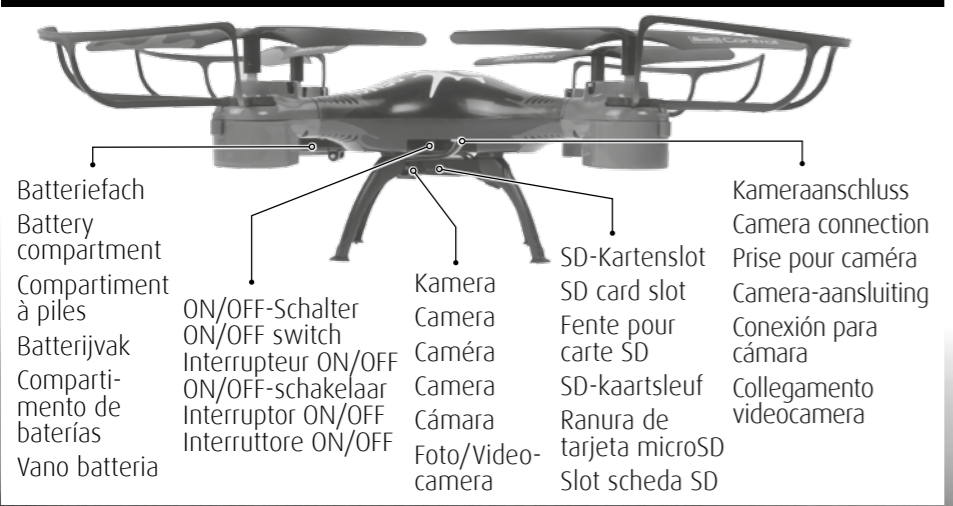 Control
Batteriefach
Battery
compartment
Compartiment
à piles
Batterijvak
Comparti-
mento de
baterías
Vano batteria
ON/OFF-Schalter
ON/OFF switch
Interrupteur ON/OFF
ON/OFF-schakelaar
Interruptor ON/OFF
Interruttore ON/OFF
Kamera
Camera
Caméra
Camera
Cámara
Foto/Video-
camera
SD-Kartenslot
SD card slot
Fente pour
carte SD
SD-kaartsleuf
Ranura de
tarjeta microSD
Slot scheda SD
Kameraanschluss
Camera connection
Prise pour caméra
Camera-aansluiting
Conexión para
cámara
Collegamento
videocamera